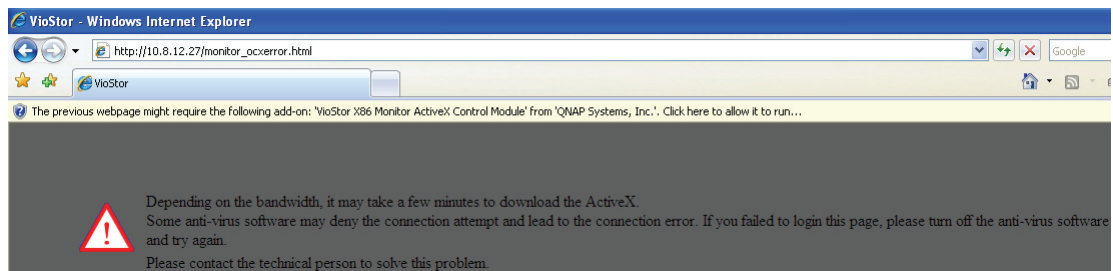 VioStor - Windows Internet Explorer
http://10.8.12.27/monitor_ocxerror.html
Google
VioStor
The previous webpage might require the following add-on: 'VioStor X86 Monitor ActiveX Control Module' from 'QNAP Systems, Inc.'. Click here to allow it to run...
Depending on the bandwidth, it may take a few minutes to download the ActiveX.
Some anti-virus software may deny the connection attempt and lead to the connection error. If you failed to login this page, please turn off the anti-virus software
and try again.
Please contact the technical person to solve this problem.